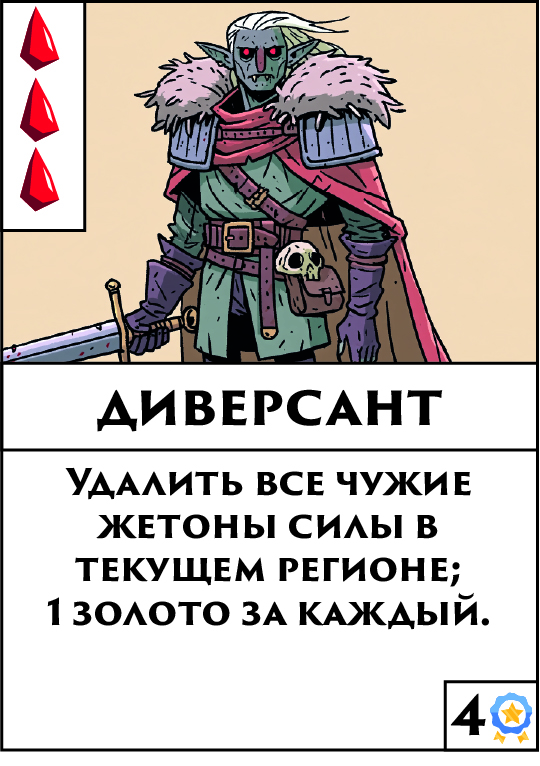 ДИВЕРСАНТ
Удалить все чужие
жетоны силы в
текущем регионе;
1 золото за каждый.
4